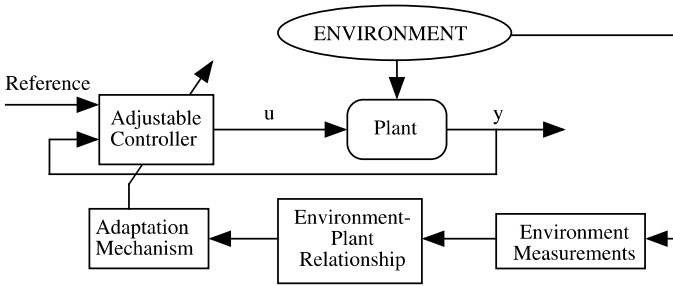 ENVIRONMENT
Reference
Adjustable
Controller
u
Plant
y
Adaptation
Mechanism
Environment-
Plant
Relationship
Environment
Measurements